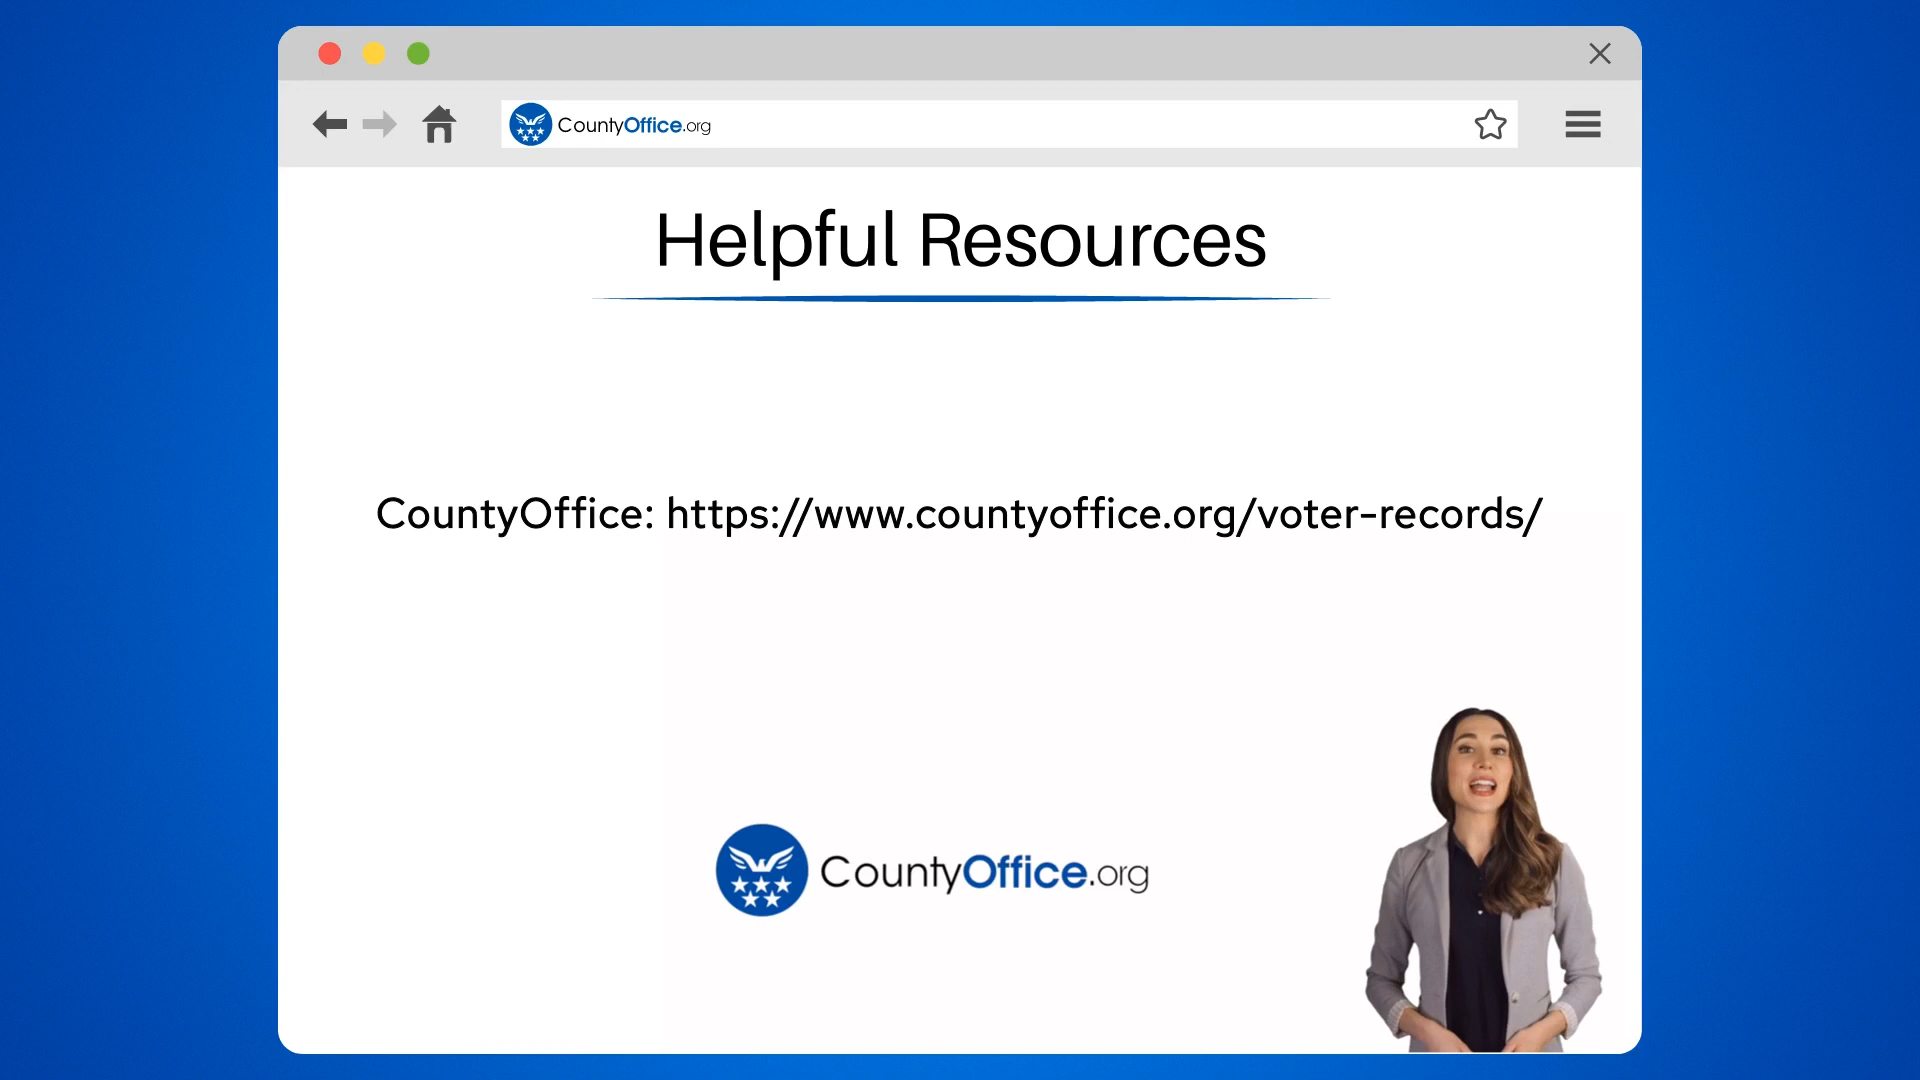 CountyOffice.org
Helpful Resources
CountyOffice: https://www.countyoffice.org/voter-records/
CountyOffice.org